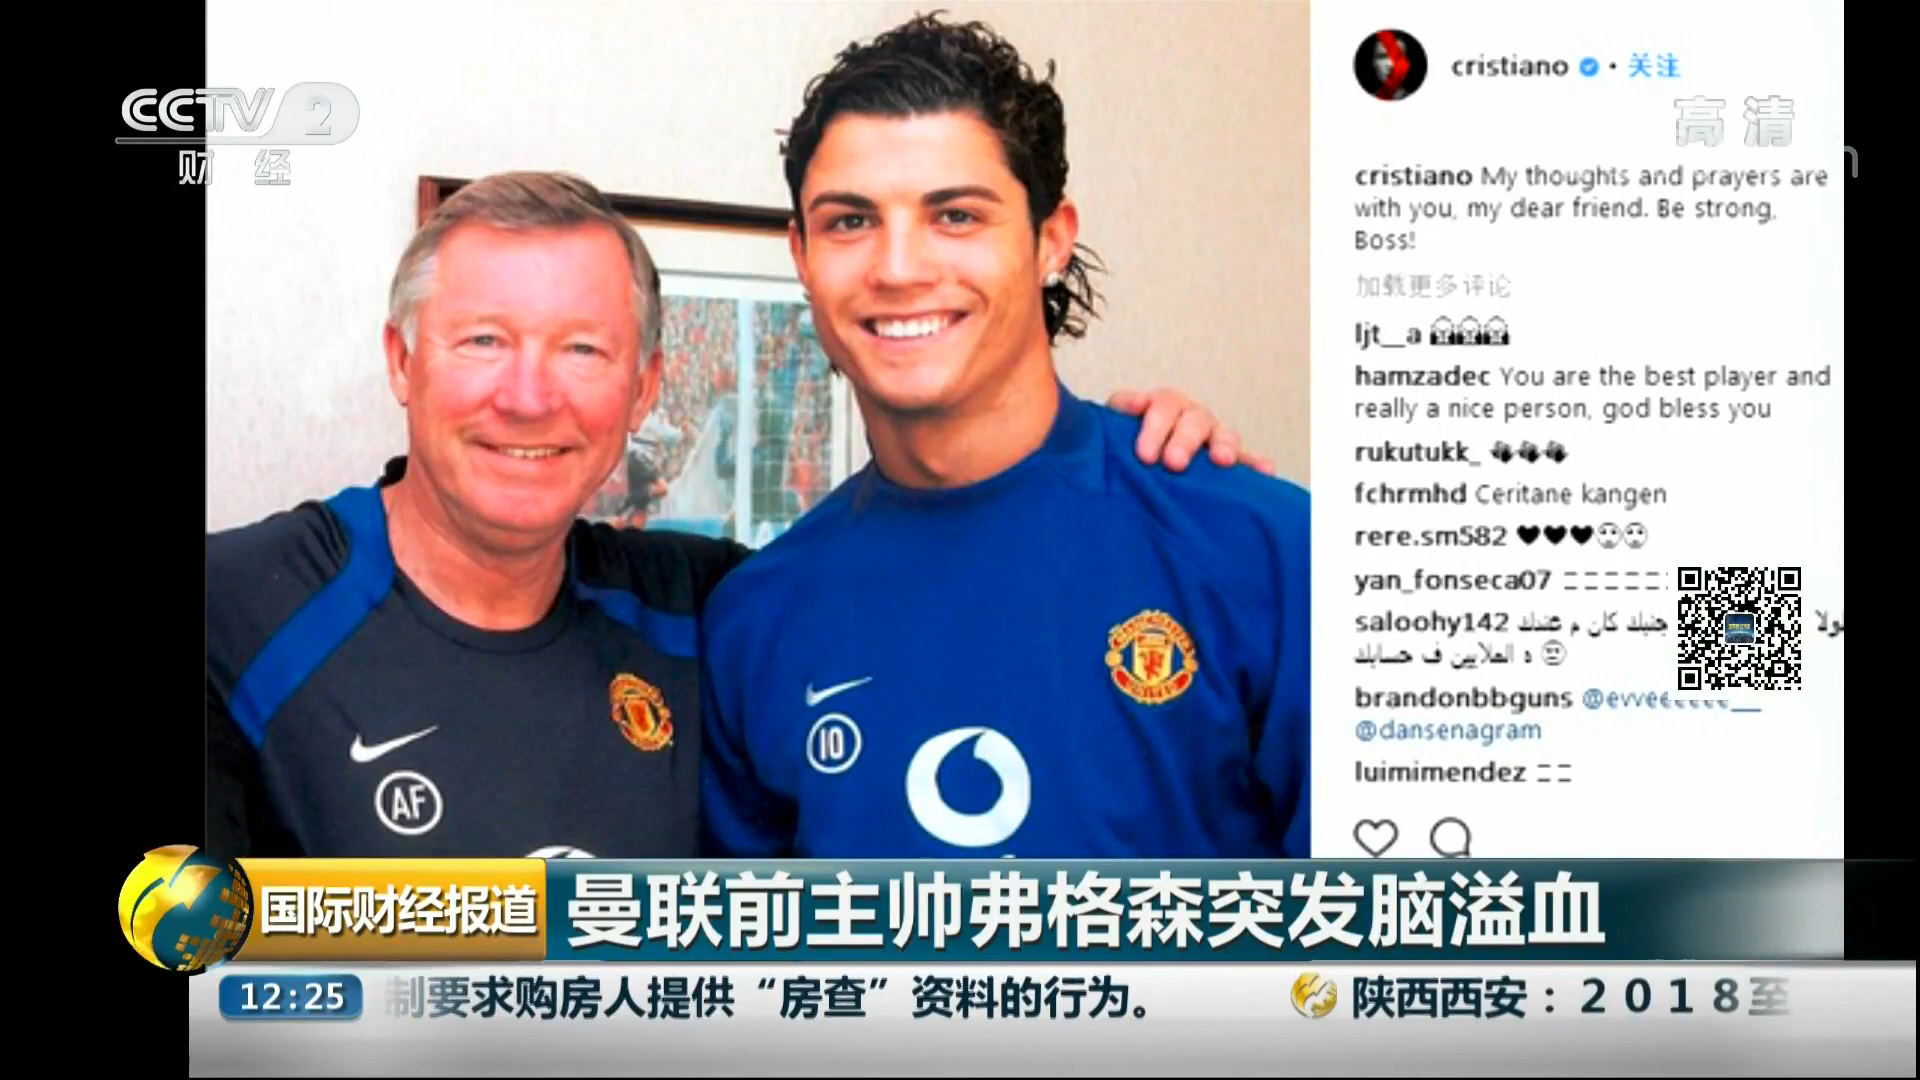 CCTV 2
财经
高清
cristiano • 关注
cristiano My thoughts and prayers are
with you, my dear friend. Be strong,
Boss!
加载更多评论
ljt__a
hamzadec You are the best player and
really a nice person, god bless you
rukutukk_
fchrmhd Ceritane kangen
rere.sm582
yan_fonseca07
saloohy142 جنبك كان م عندك
ه الملايين ف حسابك
brandonbbguns
@dansenagram
luimimendez
AF
10
国际财经报道
曼联前主帅弗格森突发脑溢血
12:25 制要求购房人提供“房查”资料的行为。 陕西西安：2018至